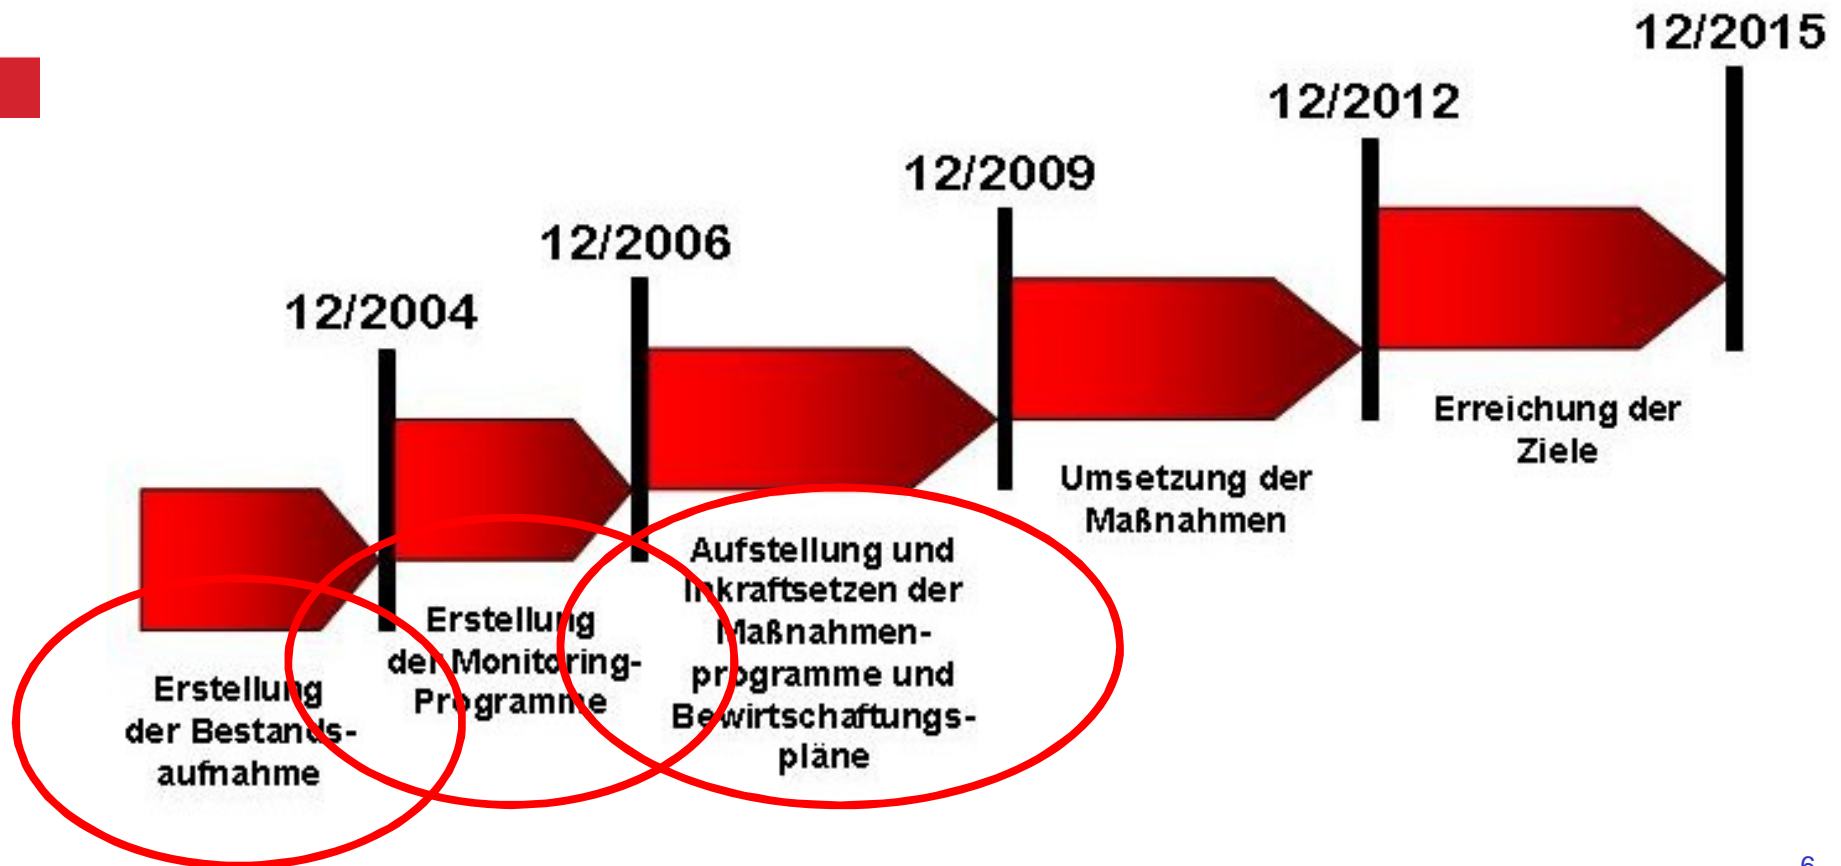 12/2004
12/2006
12/2009
12/2012
12/2015
Erstellung
der Bestands-
aufnahme
Erstellung
der Monitoring-
Programme
Aufstellung und
Inkraftsetzen der
Maßnahmen-
programme und
Bewirtschaftungs-
pläne
Umsetzung der
Maßnahmen
Erreichung der
Ziele
6